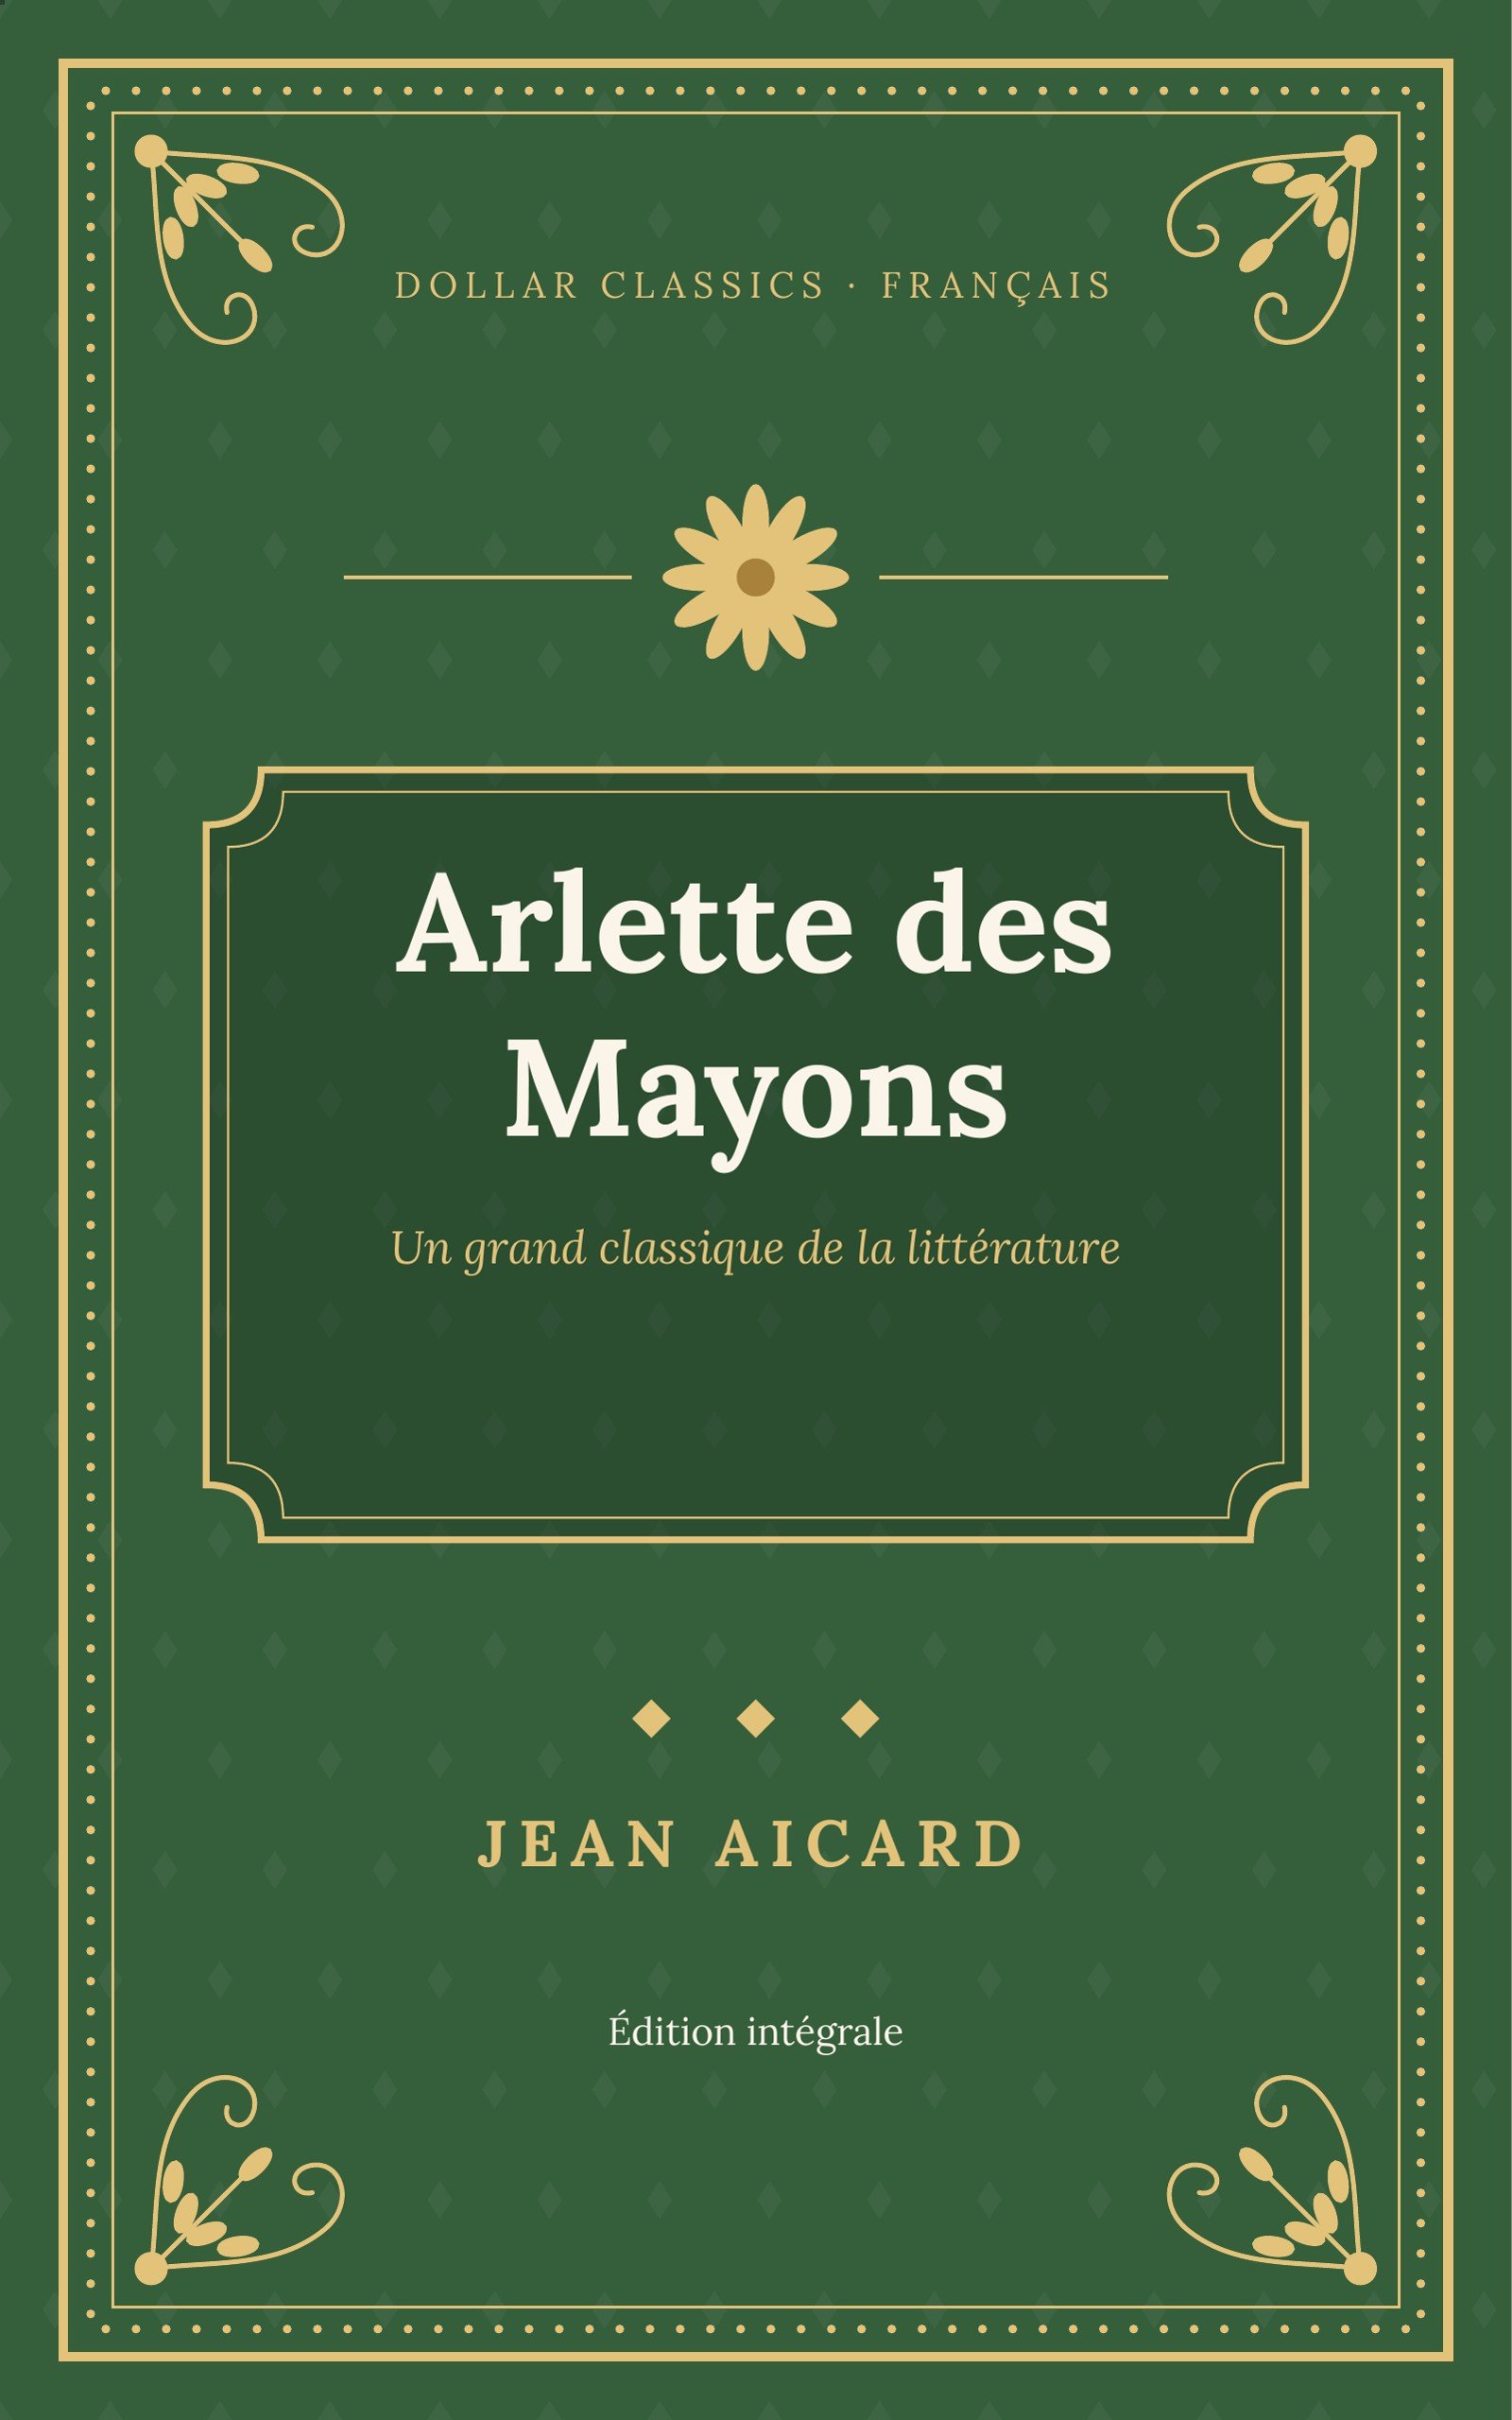 DOLLAR CLASSICS · FRANÇAIS
Arlette des
Mayons
Un grand classique de la littérature
JEAN AICARD
Édition intégrale